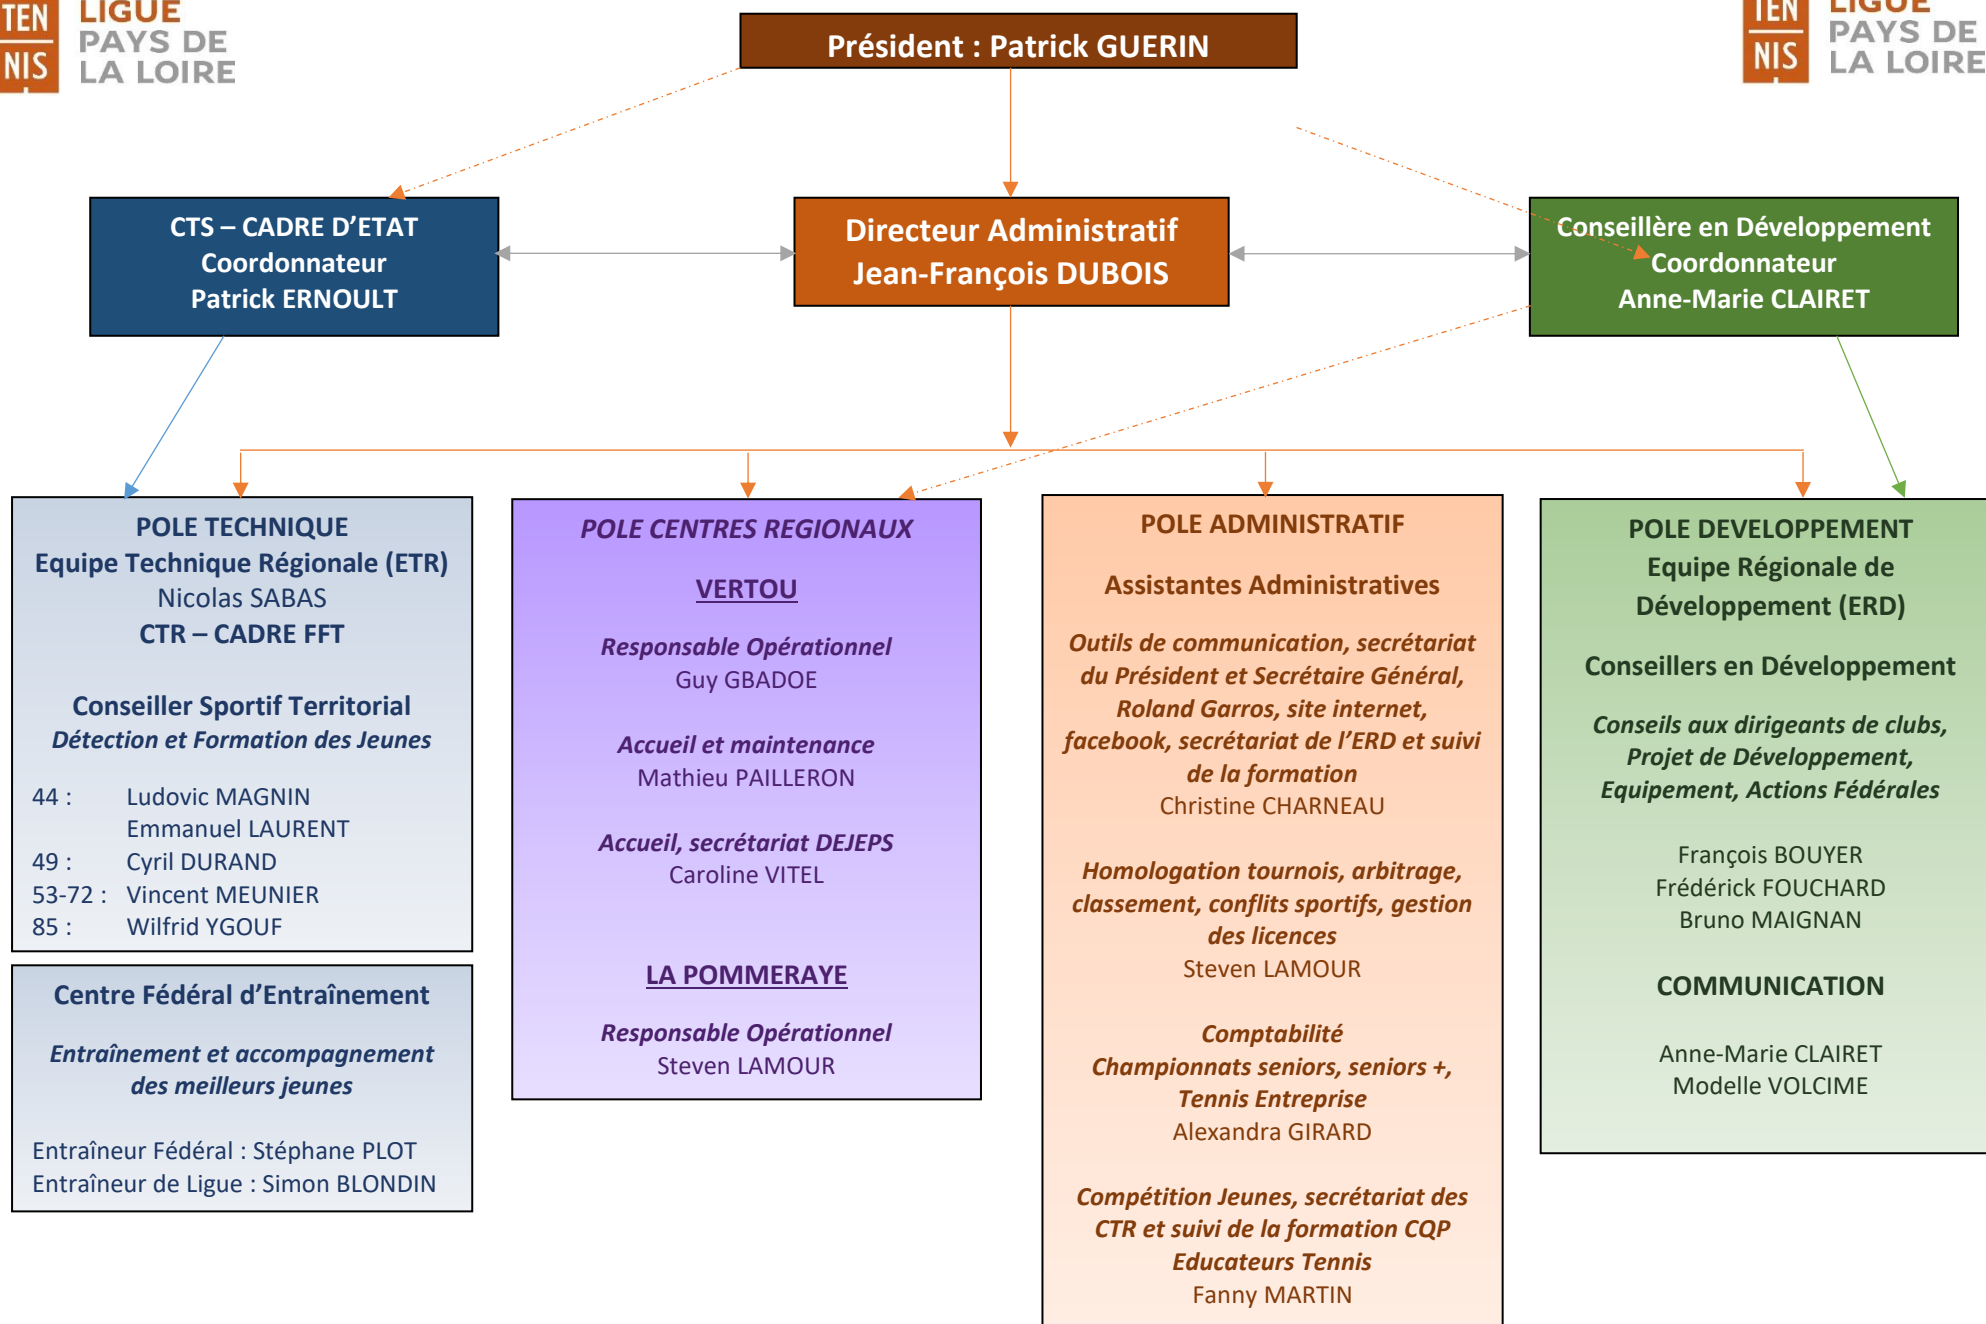 TEN
NIS
LIGUE
PAYS DE
LA LOIRE
Président : Patrick GUERIN
TEN
NIS
LIGUE
PAYS DE
LA LOIRE
CTS – CADRE D’ETAT
Coordonnateur
Patrick ERNOULT
Directeur Administratif
Jean-François DUBOIS
Conseillère en Développement
Coordonnateur
Anne-Marie CLAIRET
POLE TECHNIQUE
Equipe Technique Régionale (ETR)
Nicolas SABAS
CTR – CADRE FFT
Conseiller Sportif Territorial
Détection et Formation des Jeunes
44 : Ludovic MAGNIN
Emmanuel LAURENT
49 : Cyril DURAND
53-72 : Vincent MEUNIER
85 : Wilfrid YGOUF
Centre Fédéral d’Entraînement
Entraînement et accompagnement
des meilleurs jeunes
Entraîneur Fédéral : Stéphane PLOT
Entraîneur de Ligue : Simon BLONDIN
POLE CENTRES REGIONAUX
VERTOU
Responsable Opérationnel
Guy GBADOE
Accueil et maintenance
Mathieu PAILLERON
Accueil, secrétariat DEJEPS
Caroline VITEL
LA POMMERAYE
Responsable Opérationnel
Steven LAMOUR
POLE ADMINISTRATIF
Assistantes Administratives
Outils de communication, secrétariat
du Président et Secrétaire Général,
Roland Garros, site internet,
facebook, secrétariat de l’ERD et suivi
de la formation
Christine CHARNEAU
Homologation tournois, arbitrage,
classement, conflits sportifs, gestion
des licences
Steven LAMOUR
Comptabilité
Championnats seniors, seniors +,
Tennis Entreprise
Alexandra GIRARD
Compétition Jeunes, secrétariat des
CTR et suivi de la formation CQP
Educateurs Tennis
Fanny MARTIN
POLE DEVELOPPEMENT
Equipe Régionale de
Développement (ERD)
Conseillers en Développement
Conseils aux dirigeants de clubs,
Projet de Développement,
Equipement, Actions Fédérales
François BOUYER
Frédérick FOUCHARD
Bruno MAIGNAN
COMMUNICATION
Anne-Marie CLAIRET
Modelle VOLCIME